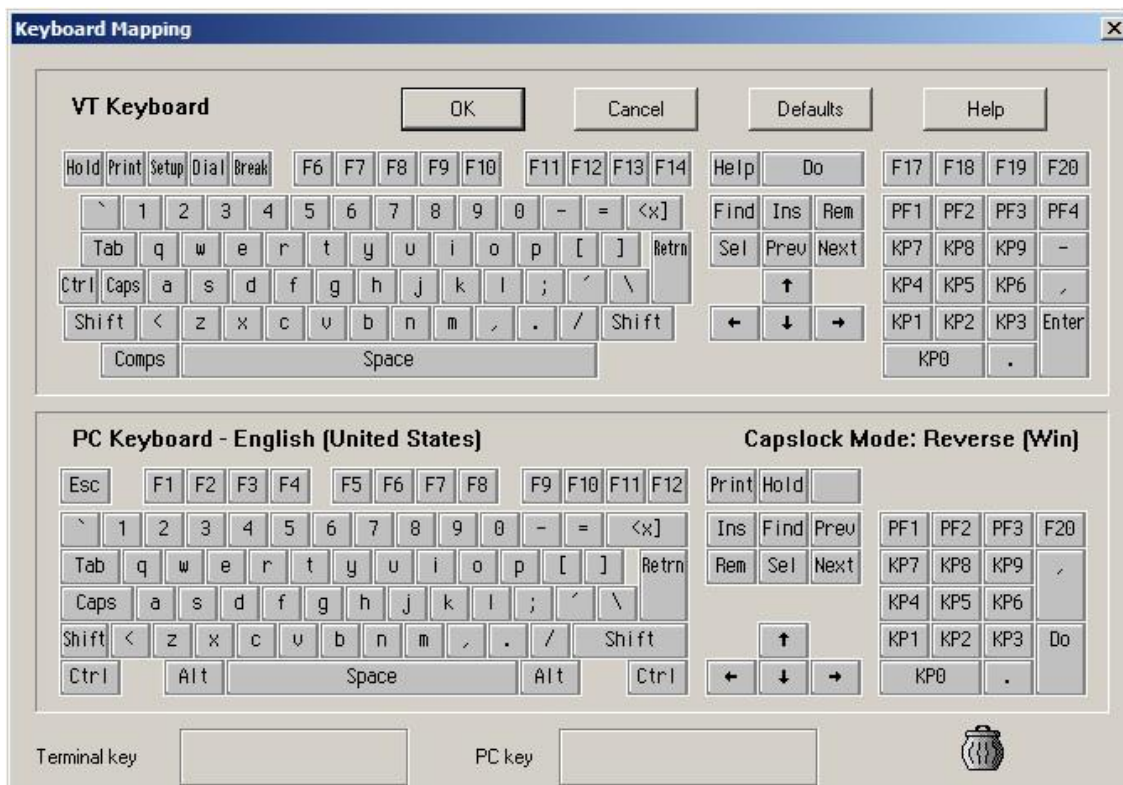 Keyboard Mapping
VT Keyboard OK Cancel Defaults Help
Hold Print Setup Dial Break F6 F7 F8 F9 F10 F11 F12 F13 F14 Help Do F17 F18 F19 F20
` 1 2 3 4 5 6 7 8 9 0 - = <x] Find Ins Rem PF1 PF2 PF3 PF4
Tab q w e r t y u i o p [ ] Retrn Sel Prev Next KP7 KP8 KP9 -
Ctrl Caps a s d f g h j k l ; ´ \ ↑ KP4 KP5 KP6 ,
Shift < z x c v b n m , . / Shift ← ↓ → KP1 KP2 KP3 Enter
Comps Space KP0 .
PC Keyboard - English (United States) Capslock Mode: Reverse (Win)
Esc F1 F2 F3 F4 F5 F6 F7 F8 F9 F10 F11 F12 Print Hold
` 1 2 3 4 5 6 7 8 9 0 - = <x] Ins Find Prev PF1 PF2 PF3 F20
Tab q w e r t y u i o p [ ] Retrn Rem Sel Next KP7 KP8 KP9 ,
Caps a s d f g h j k l ; ´ \ KP4 KP5 KP6
Shift < z x c v b n m , . / Shift ↑ KP1 KP2 KP3 Do
Ctrl Alt Space Alt Ctrl ← ↓ → KP0 .
Terminal key PC key